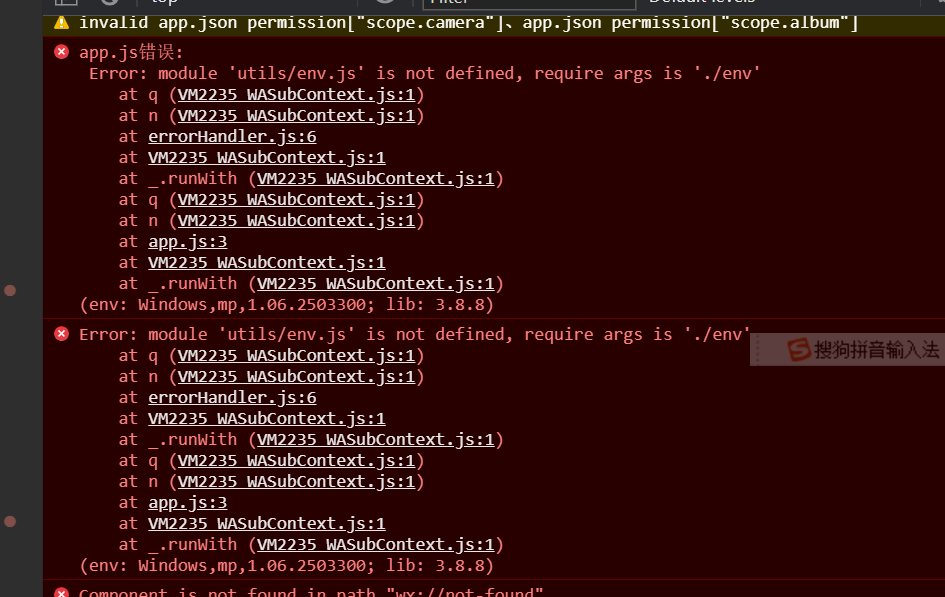 top
Filter
Default levels
invalid app.json permission["scope.camera"]、app.json permission["scope.album"]
app.js错误:
Error: module 'utils/env.js' is not defined, require args is './env'
at q (VM2235 WASubContext.js:1)
at n (VM2235 WASubContext.js:1)
at errorHandler.js:6
at VM2235 WASubContext.js:1
at _.runWith (VM2235 WASubContext.js:1)
at q (VM2235 WASubContext.js:1)
at n (VM2235 WASubContext.js:1)
at app.js:3
at VM2235 WASubContext.js:1
at _.runWith (VM2235 WASubContext.js:1)
(env: Windows,mp,1.06.2503300; lib: 3.8.8)
Error: module 'utils/env.js' is not defined, require args is './env'
搜狗拼音输入法
at q (VM2235 WASubContext.js:1)
at n (VM2235 WASubContext.js:1)
at errorHandler.js:6
at VM2235 WASubContext.js:1
at _.runWith (VM2235 WASubContext.js:1)
at q (VM2235 WASubContext.js:1)
at n (VM2235 WASubContext.js:1)
at app.js:3
at VM2235 WASubContext.js:1
at _.runWith (VM2235 WASubContext.js:1)
(env: Windows,mp,1.06.2503300; lib: 3.8.8)
Component is not found in path "wx://not-found"